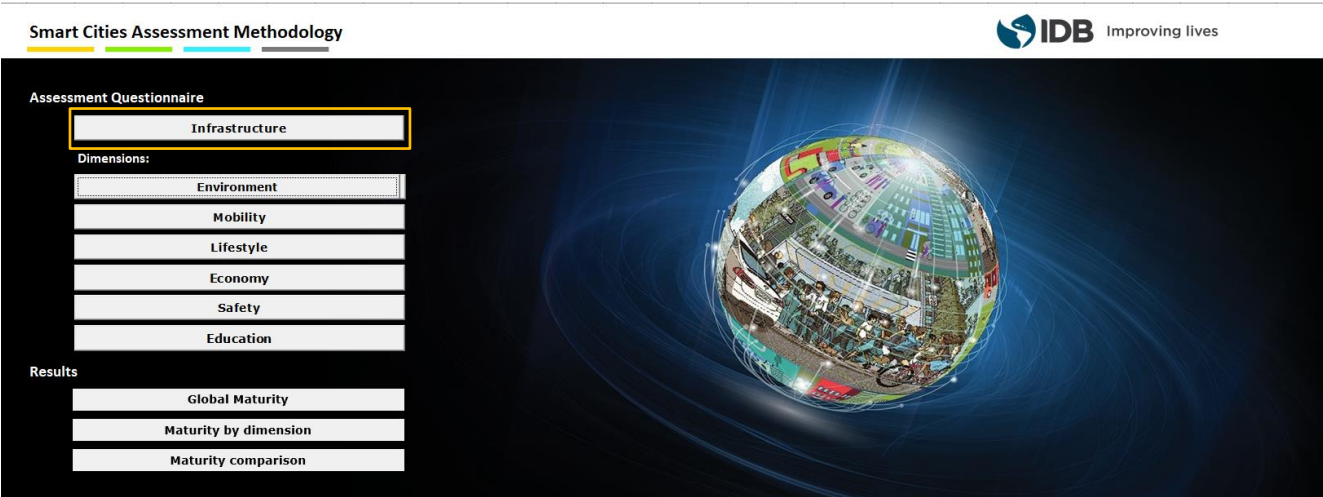 Smart Cities Assessment Methodology
IDB Improving lives
Assessment Questionnaire
Infrastructure
Dimensions:
Environment
Mobility
Lifestyle
Economy
Safety
Education
Results
Global Maturity
Maturity by dimension
Maturity comparison